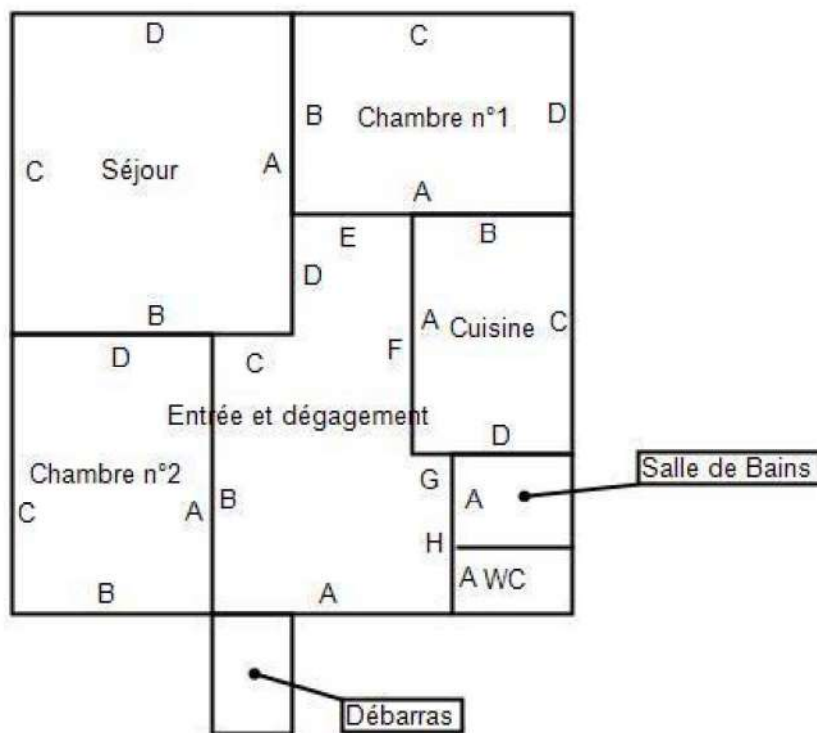 D
C
B
Chambre n°1
D
C
Séjour
A
A
E
B
D
B
A
Cuisine
C
F
D
C
Entrée et dégagement
D
Salle de Bains
Chambre n°2
G
A
C
A
B
H
B
A
A WC
Débarras